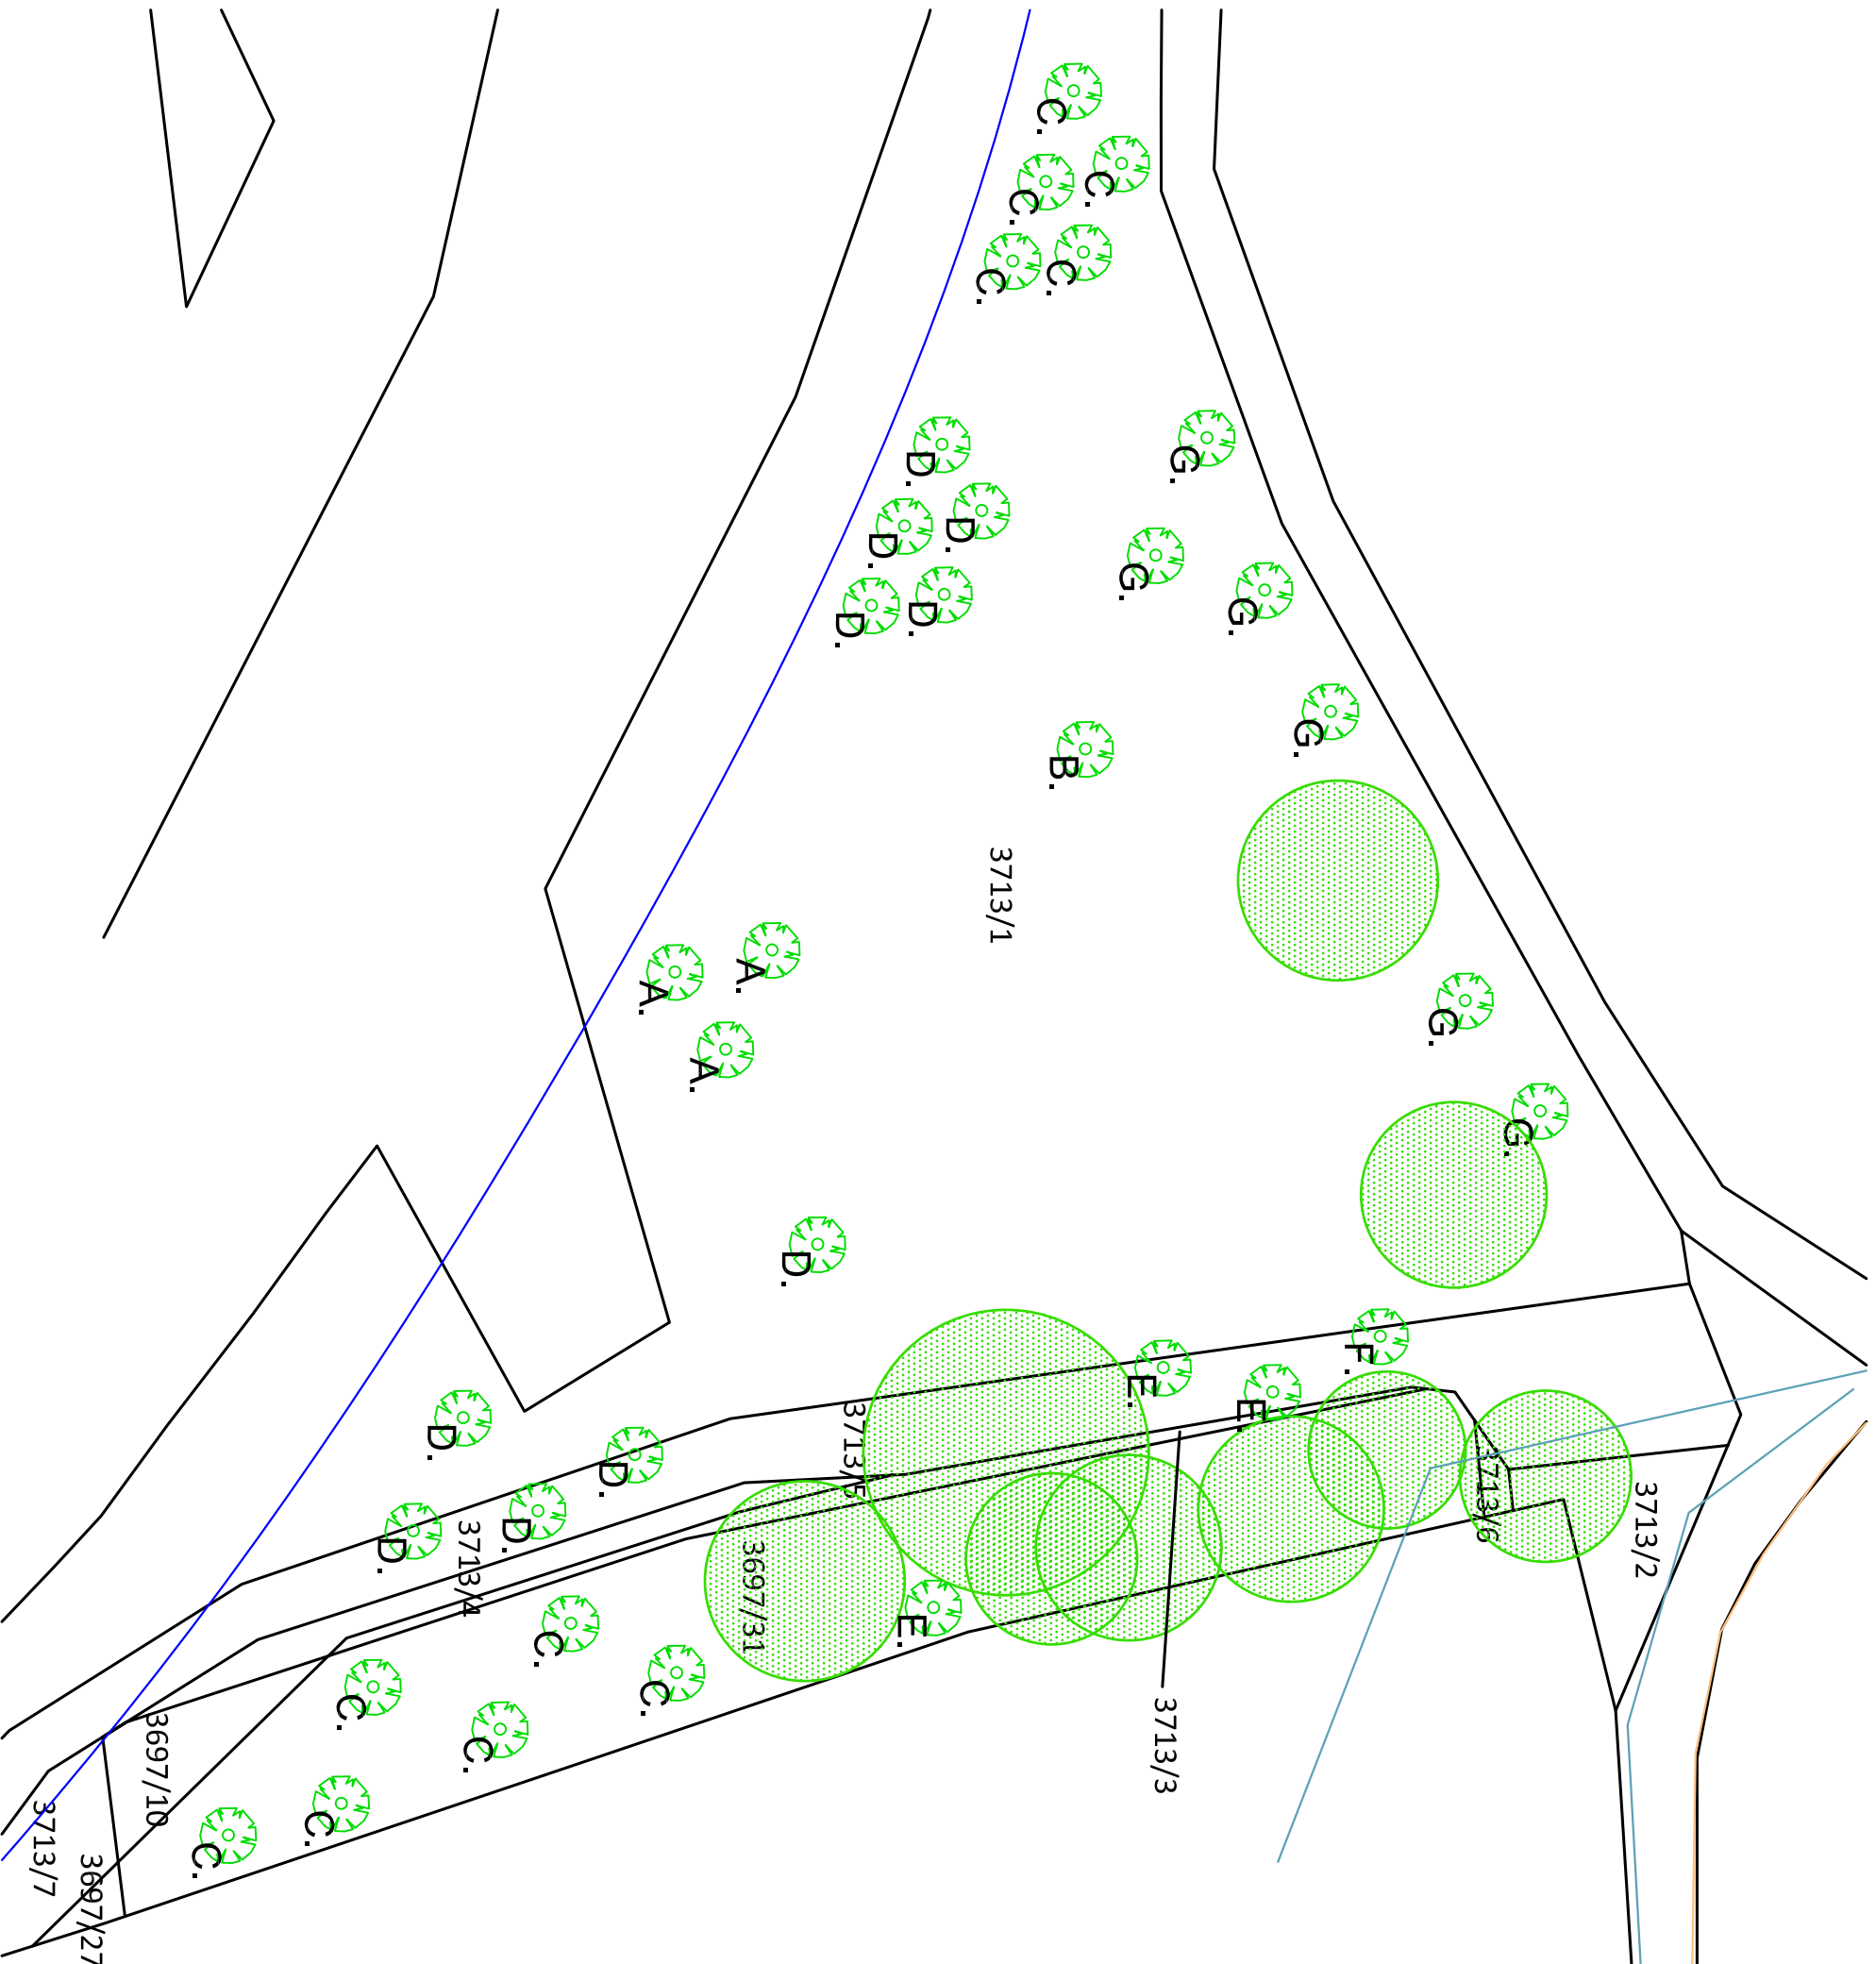 C.
C.
C.
C.
C.
D.
G.
D.
D.
G.
D.
D.
G.
G.
B.
3713/1
A.
A.
G.
A.
G.
D.
F.
E.
E.
D.
3713/5
D.
3713/6
3713/2
D.
D.
3713/4
3697/31
E.
C.
C.
C.
C.
3713/3
3697/10
C.
C.
3713/7
3697/27